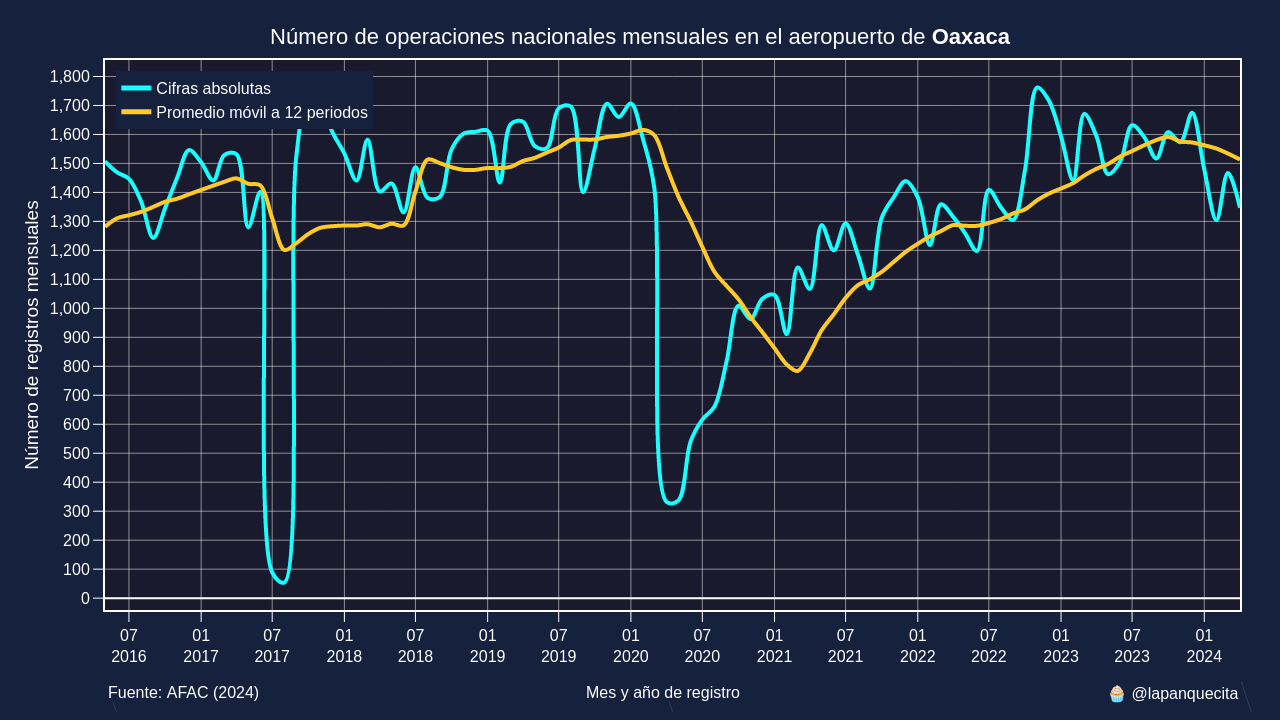 Número de operaciones nacionales mensuales en el aeropuerto de Oaxaca
Cifras absolutas
Promedio móvil a 12 periodos
Número de registros mensuales
1,800
1,700
1,600
1,500
1,400
1,300
1,200
1,100
1,000
900
800
700
600
500
400
300
200
100
0
07 01 07 01 07 01 07 01 07 01 07 01 07 01 07 01
2016 2017 2017 2018 2018 2019 2019 2020 2020 2021 2021 2022 2022 2023 2023 2024
Fuente: AFAC (2024)
Mes y año de registro
🧁 @lapanquecita